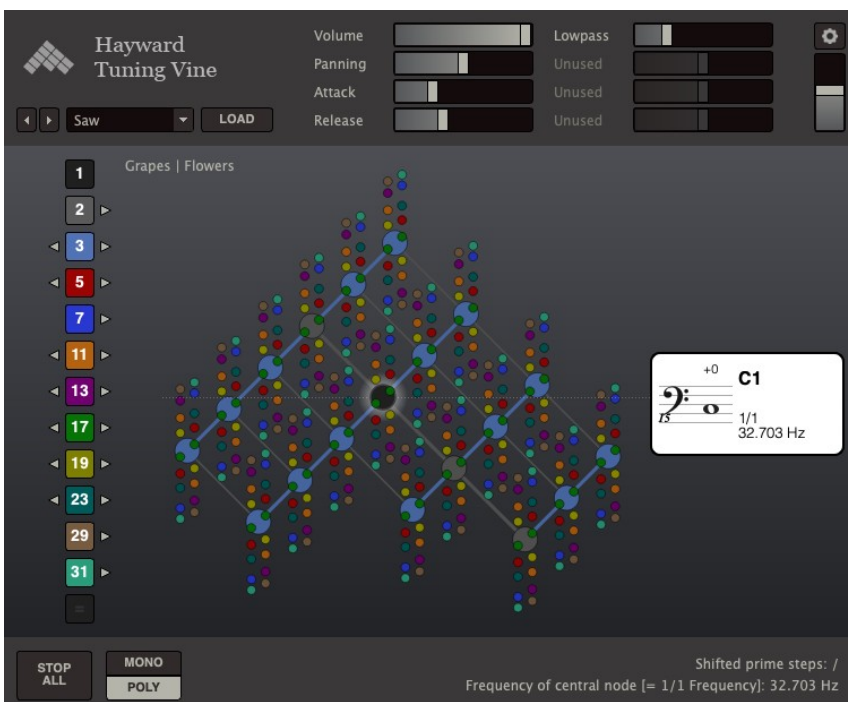 Hayward
Tuning Vine
Saw
LOAD
Volume
Panning
Attack
Release
Lowpass
Unused
Unused
Unused
Grapes | Flowers
1
2
3
5
7
11
13
17
19
23
29
31
=
+0
C1
15
1/1
32.703 Hz
STOP
ALL
MONO
POLY
Shifted prime steps: /
Frequency of central node [= 1/1 Frequency]: 32.703 Hz